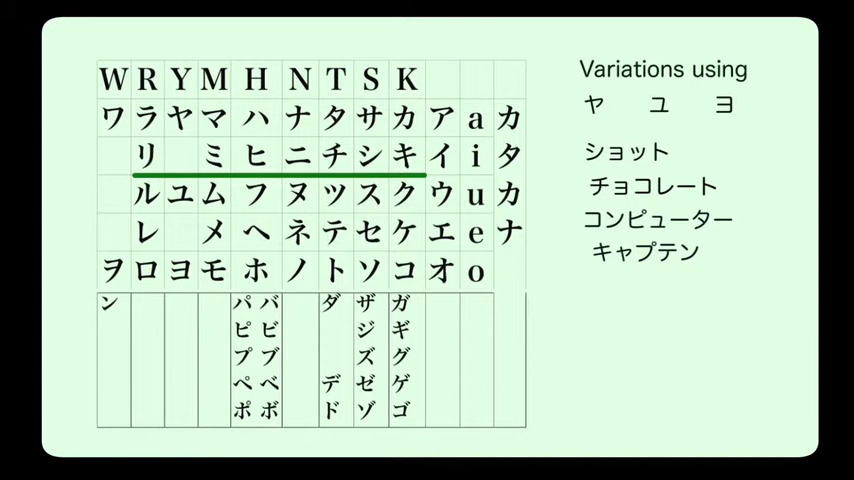 W R Y M H N T S K
ワ ラ ヤ マ ハ ナ タ サ カ ア a カ
リ ミ ヒ ニ チ シ キ イ i タ
ル ユ ム フ ヌ ツ ス ク ウ u カ
レ メ ヘ ネ テ セ ケ エ e ナ
ヲ ロ ヨ モ ホ ノ ト ソ コ オ o
ン パ バ ダ ザ ガ
ピ ビ ジ ギ
プ ブ ズ グ
ペ ベ デ ゼ ゲ
ポ ボ ド ゾ ゴ
Variations using
ヤ ユ ヨ
ショット
チョコレート
コンピューター
キャプテン